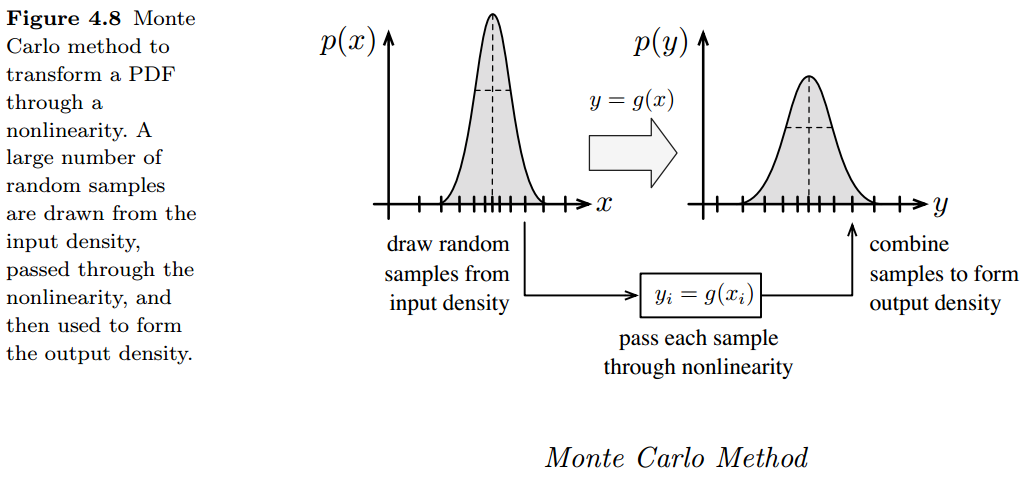 Figure 4.8 Monte
Carlo method to
transform a PDF
through a
nonlinearity. A
large number of
random samples
are drawn from the
input density,
passed through the
nonlinearity, and
then used to form
the output density.
p(x)
x
y = g(x)
p(y)
y
draw random
samples from
input density
y_i = g(x_i)
pass each sample
through nonlinearity
combine
samples to form
output density
Monte Carlo Method